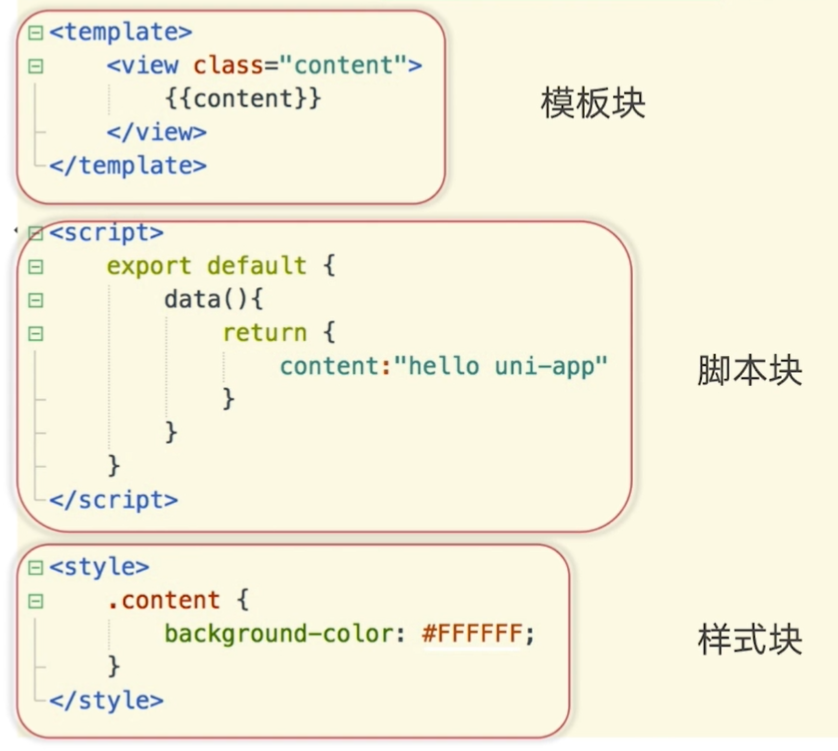 <template>
    <view class="content">
        {{content}}
    </view>
</template>
模板块
<script>
    export default {
        data(){
            return {
                content:"hello uni-app"
            }
        }
    }
</script>
脚本块
<style>
    .content {
        background-color: #FFFFFF;
    }
</style>
样式块